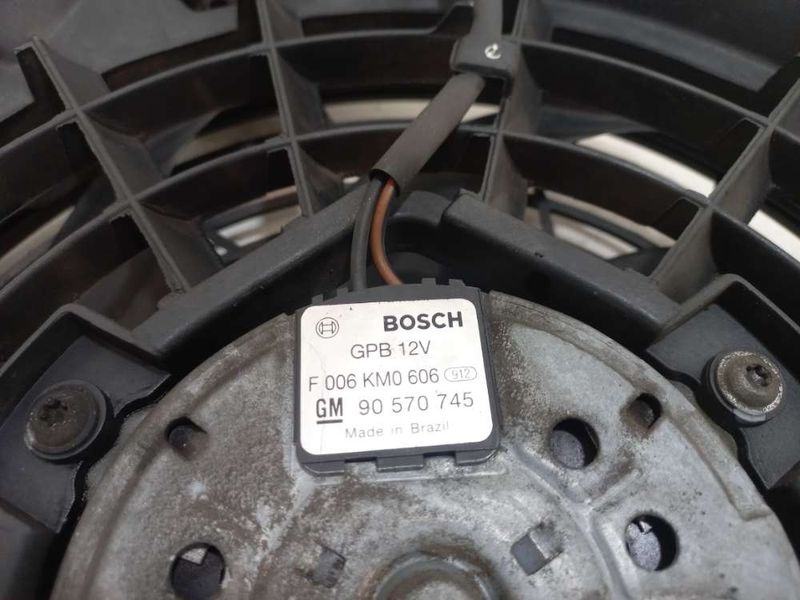 BOSCH
GPB 12V
F 006 KM0 606 912
GM 90 570 745
Made in Brazil